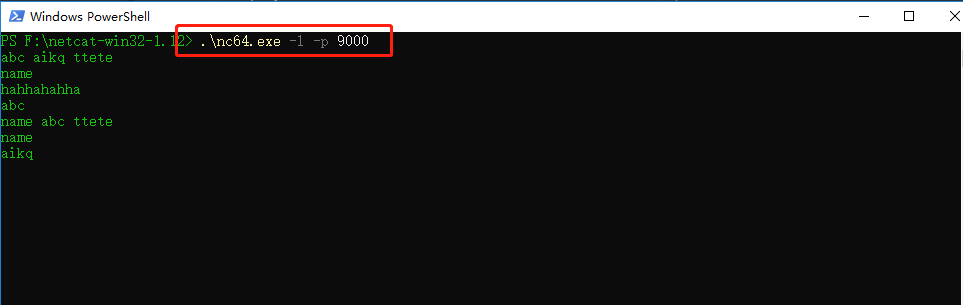 Windows PowerShell
PS F:\netcat-win32-1.12> .\nc64.exe -l -p 9000
abc aikq ttete
name
hahhahahha
abc
name abc ttete
name
aikq